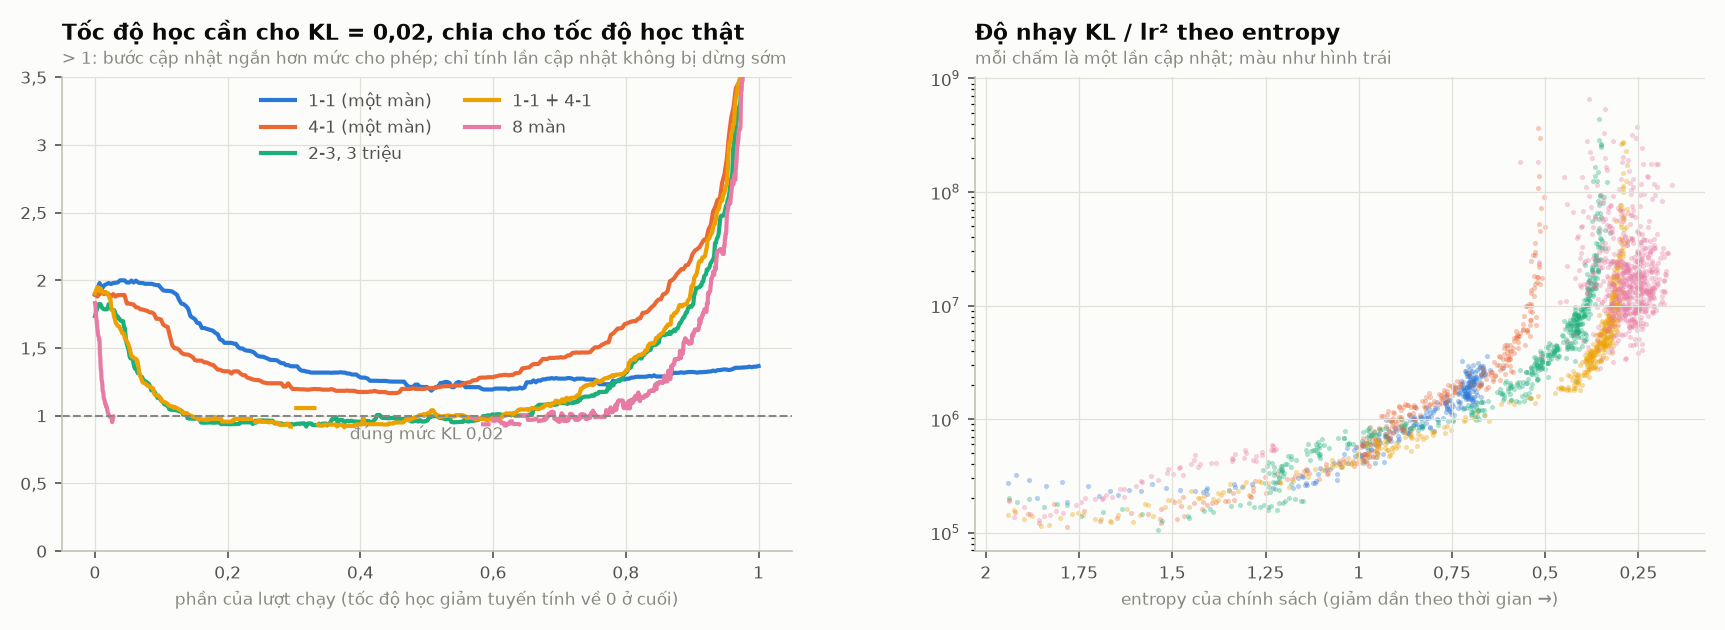 Tốc độ học cần cho KL = 0,02, chia cho tốc độ học thật
> 1: bước cập nhật ngắn hơn mức cho phép; chỉ tính lần cập nhật không bị dừng sớm
3,5
3
2,5
2
1,5
1
0,5
0
1-1 (một màn)
4-1 (một màn)
2-3, 3 triệu
1-1 + 4-1
8 màn
đúng mức KL 0,02
0
0,2
0,4
0,6
0,8
1
phần của lượt chạy (tốc độ học giảm tuyến tính về 0 ở cuối)
Độ nhạy KL / lr² theo entropy
mỗi chấm là một lần cập nhật; màu như hình trái
10⁹
10⁸
10⁷
10⁶
10⁵
2
1,75
1,5
1,25
1
0,75
0,5
0,25
entropy của chính sách (giảm dần theo thời gian →)